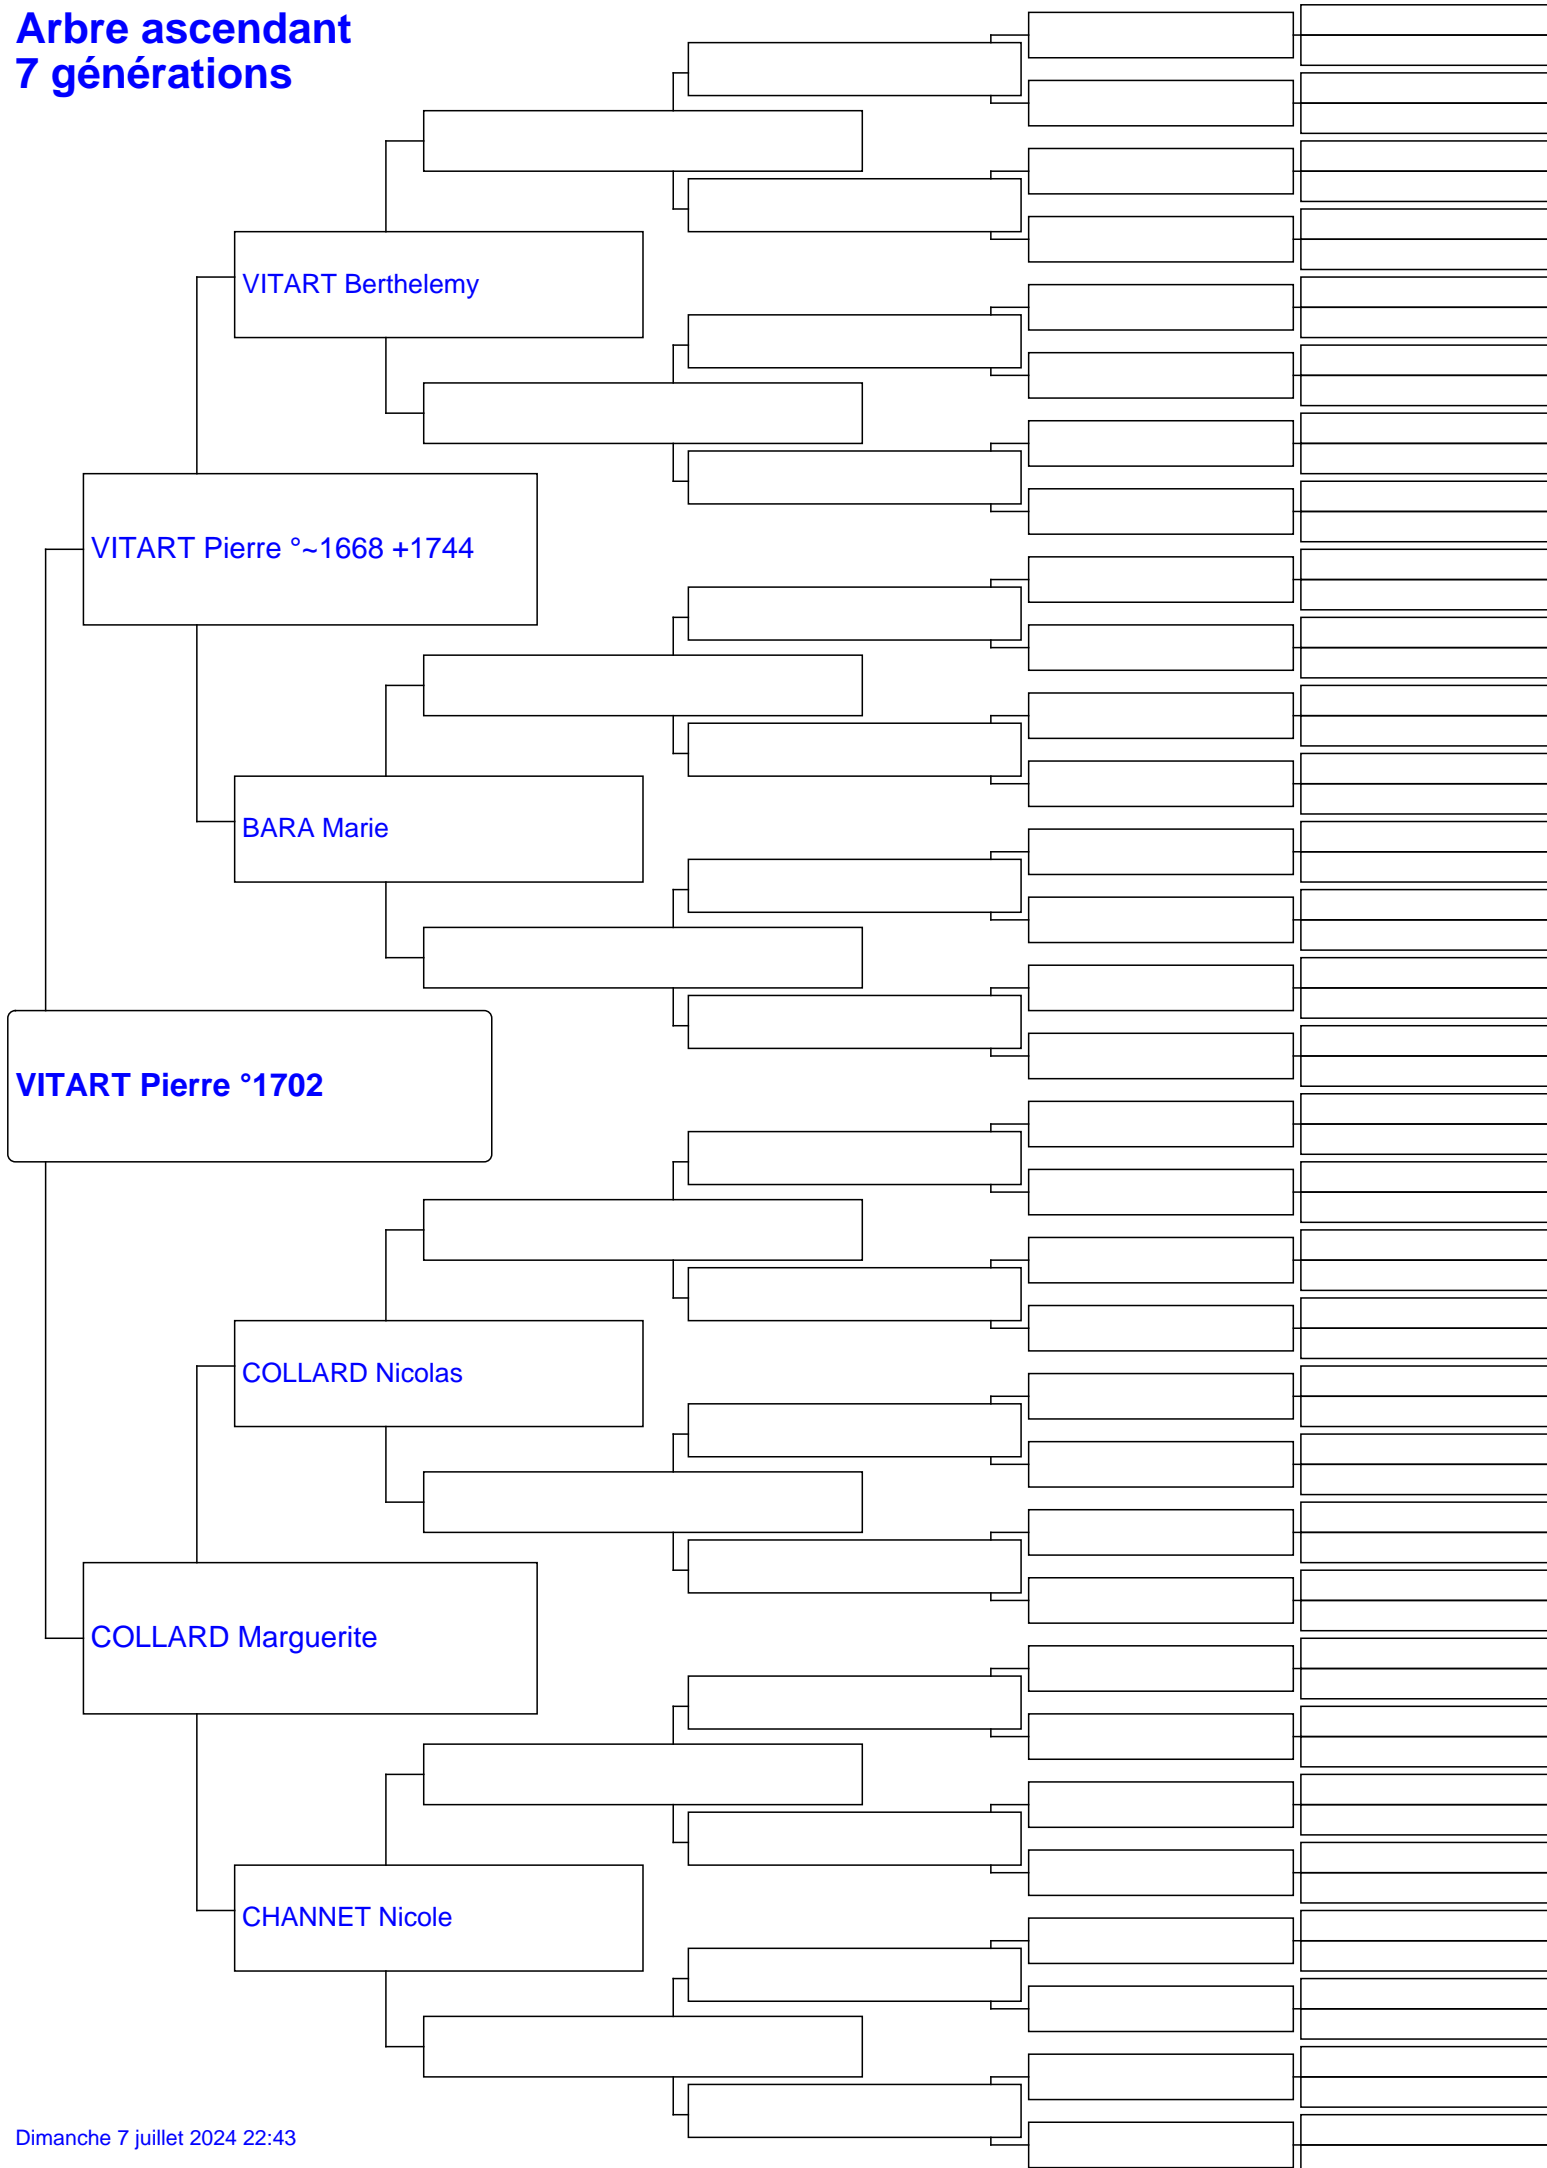 Arbre ascendant
7 générations
VITART Berthelemy
VITART Pierre °~1668 +1744
BARA Marie
VITART Pierre °1702
COLLARD Nicolas
COLLARD Marguerite
CHANNET Nicole
Dimanche 7 juillet 2024 22:43